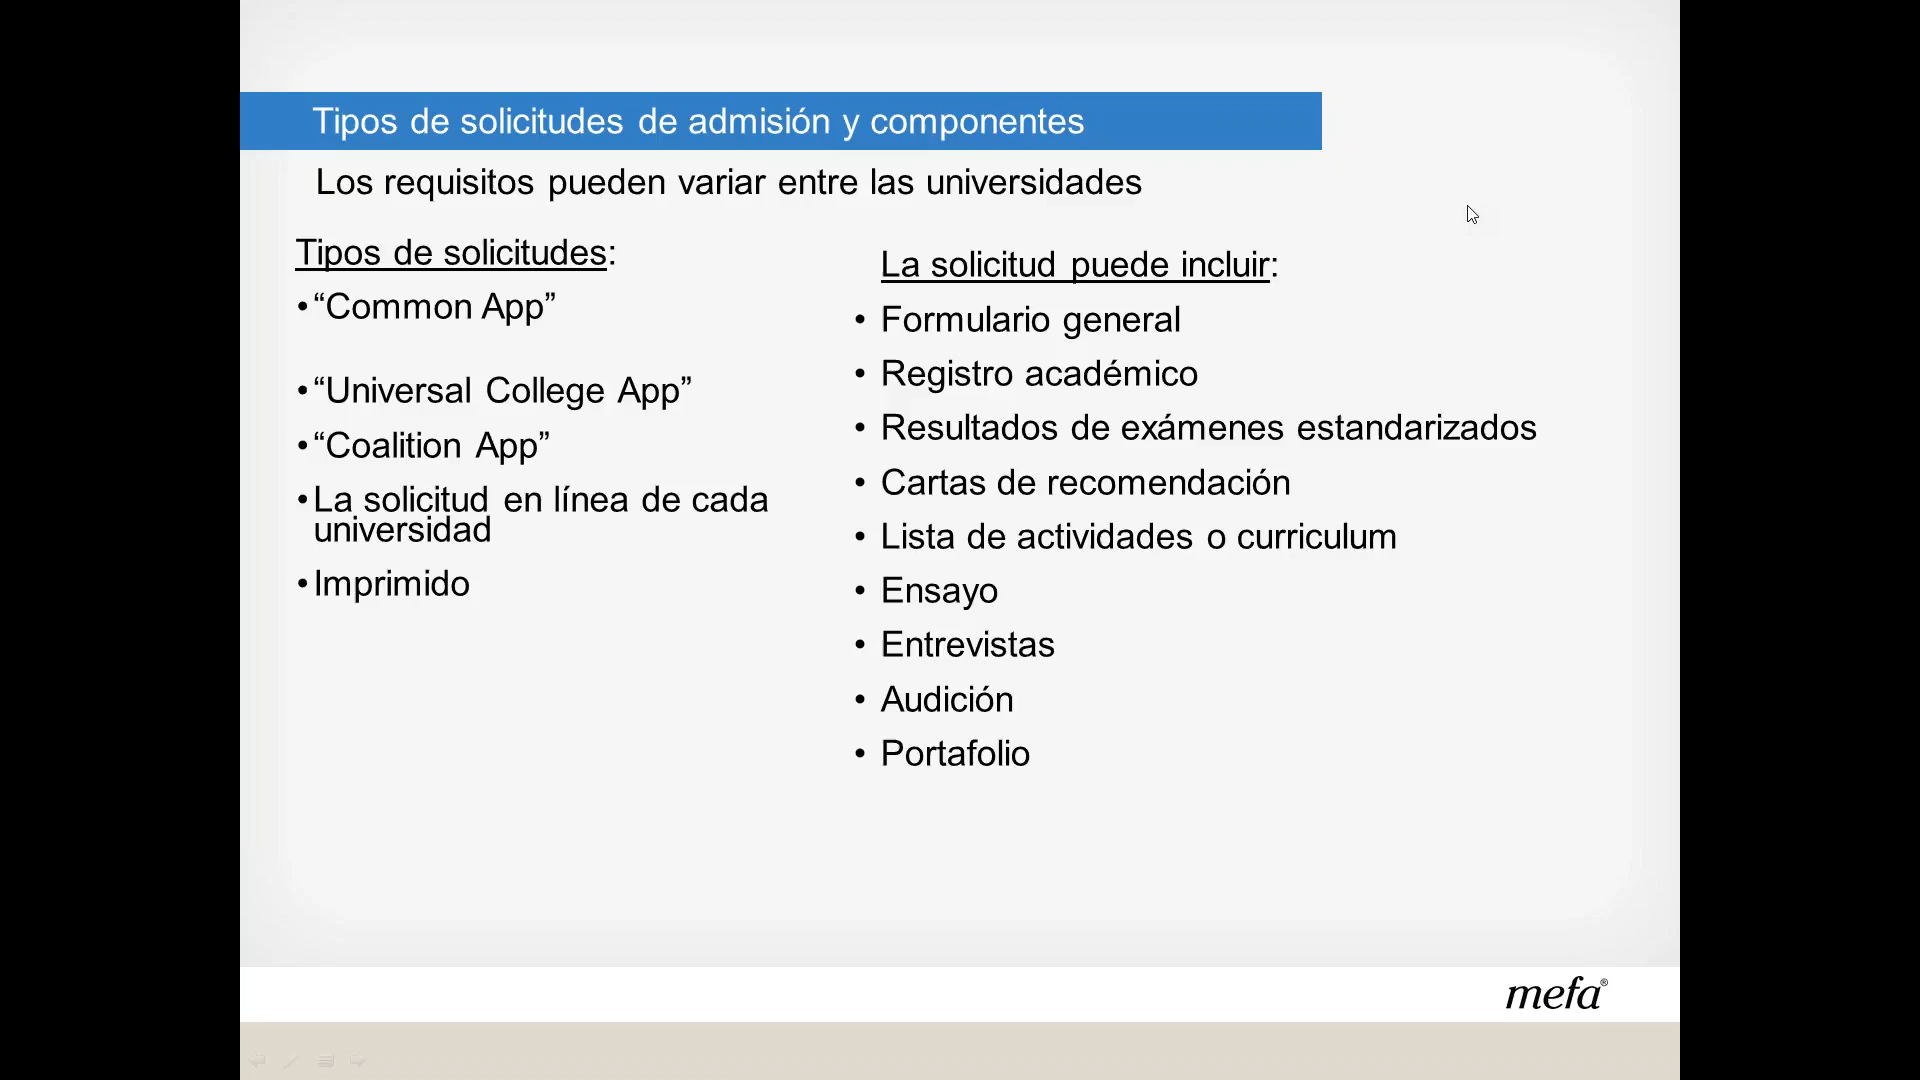 Tipos de solicitudes de admisión y componentes
Los requisitos pueden variar entre las universidades
Tipos de solicitudes:
•“Common App”
•“Universal College App”
•“Coalition App”
•La solicitud en línea de cada
universidad
•Imprimido
La solicitud puede incluir:
• Formulario general
• Registro académico
• Resultados de exámenes estandarizados
• Cartas de recomendación
• Lista de actividades o curriculum
• Ensayo
• Entrevistas
• Audición
• Portafolio
mefa®